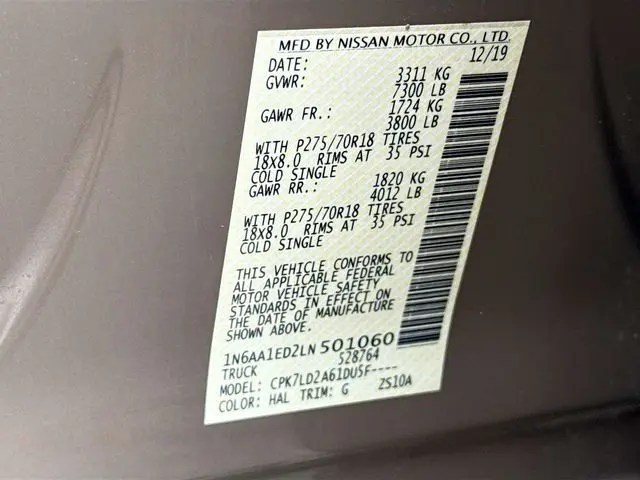 MFD BY NISSAN MOTOR CO., LTD.
DATE: 12/19
GVWR: 3311 KG
7300 LB
GAWR FR.: 1724 KG
3800 LB
WITH P275/70R18 TIRES
18X8.0 RIMS AT 35 PSI
COLD SINGLE
GAWR RR.: 1820 KG
4012 LB
WITH P275/70R18 TIRES
18X8.0 RIMS AT 35 PSI
COLD SINGLE
THIS VEHICLE CONFORMS TO
ALL APPLICABLE FEDERAL
MOTOR VEHICLE SAFETY
STANDARDS IN EFFECT ON
THE DATE OF MANUFACTURE
SHOWN ABOVE.
1N6AA1ED2LN501060
TRUCK 528764
MODEL: CPK7LD2A61DU5F----
COLOR: HAL TRIM: G ZS10A